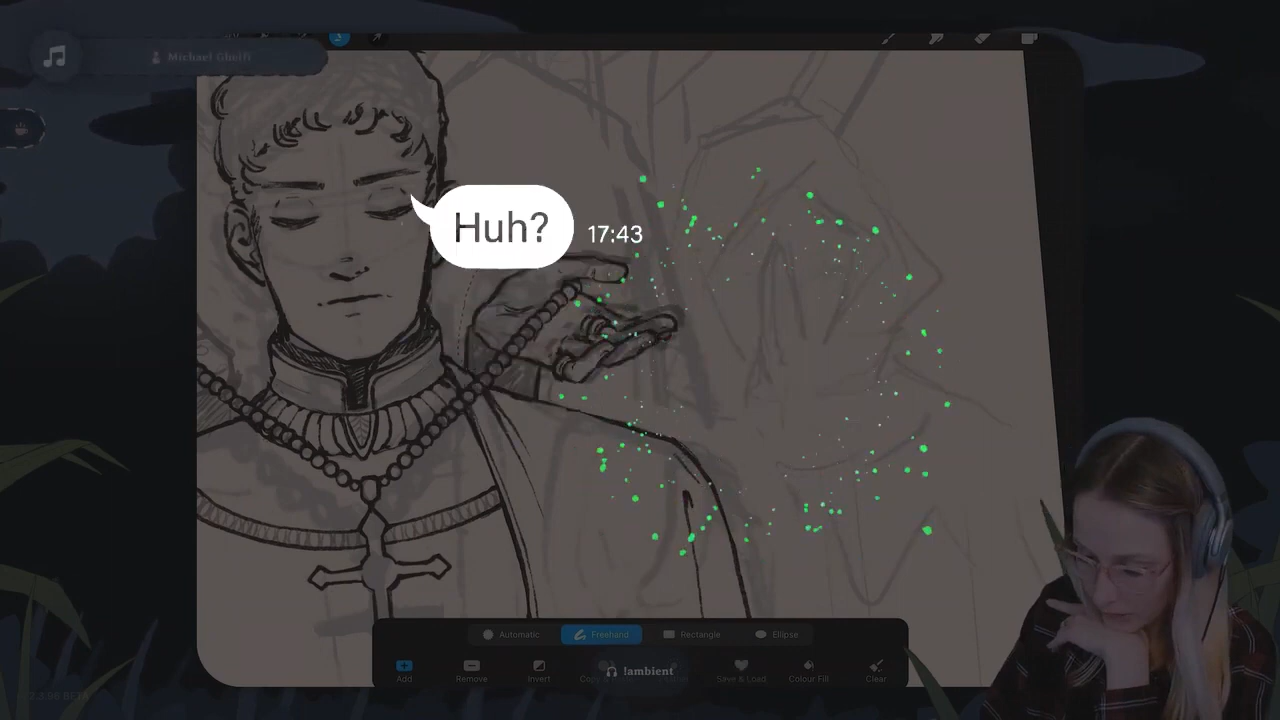 Michael Ghelfi
Huh?
17:43
Automatic
Freehand
Rectangle
Ellipse
Add
Remove
Invert
!ambient
Save & Load
Colour Fill
Clear